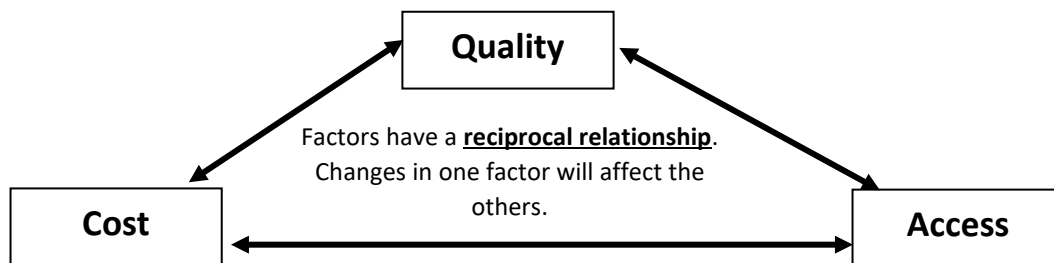 Quality
Factors have a reciprocal relationship.
Changes in one factor will affect the
others.
Cost
Access